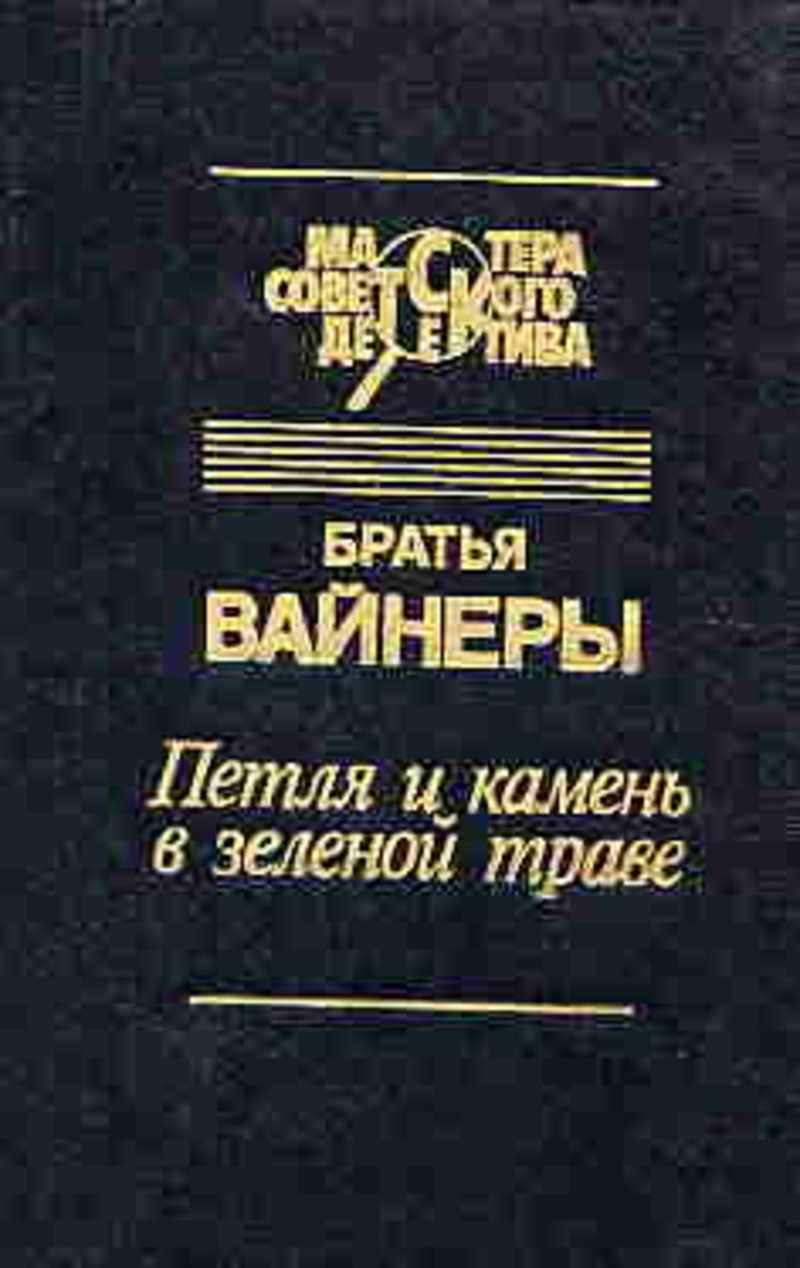 МАСТЕРА
СОВЕТСКОГО
ДЕТЕКТИВА
БРАТЬЯ
ВАЙНЕРЫ
Петля и камень
в зеленой траве